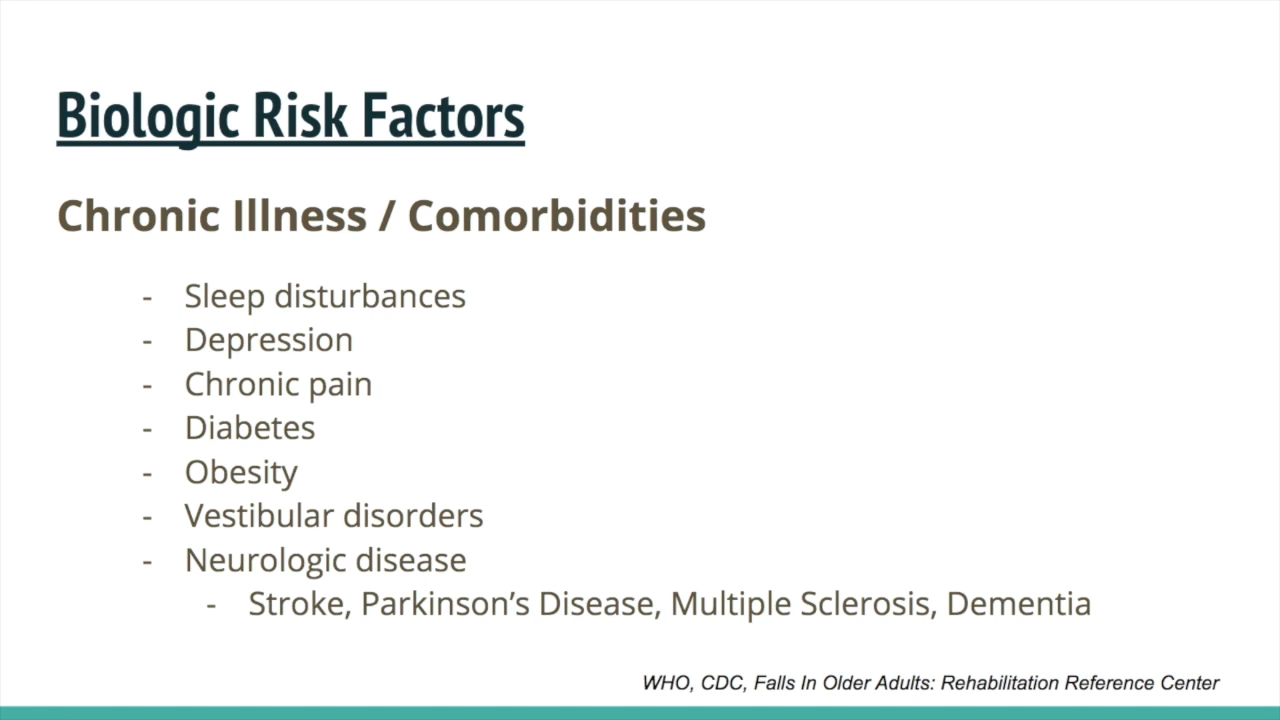 Biologic Risk Factors
Chronic Illness / Comorbidities
- Sleep disturbances
- Depression
- Chronic pain
- Diabetes
- Obesity
- Vestibular disorders
- Neurologic disease
- Stroke, Parkinson’s Disease, Multiple Sclerosis, Dementia
WHO, CDC, Falls In Older Adults: Rehabilitation Reference Center